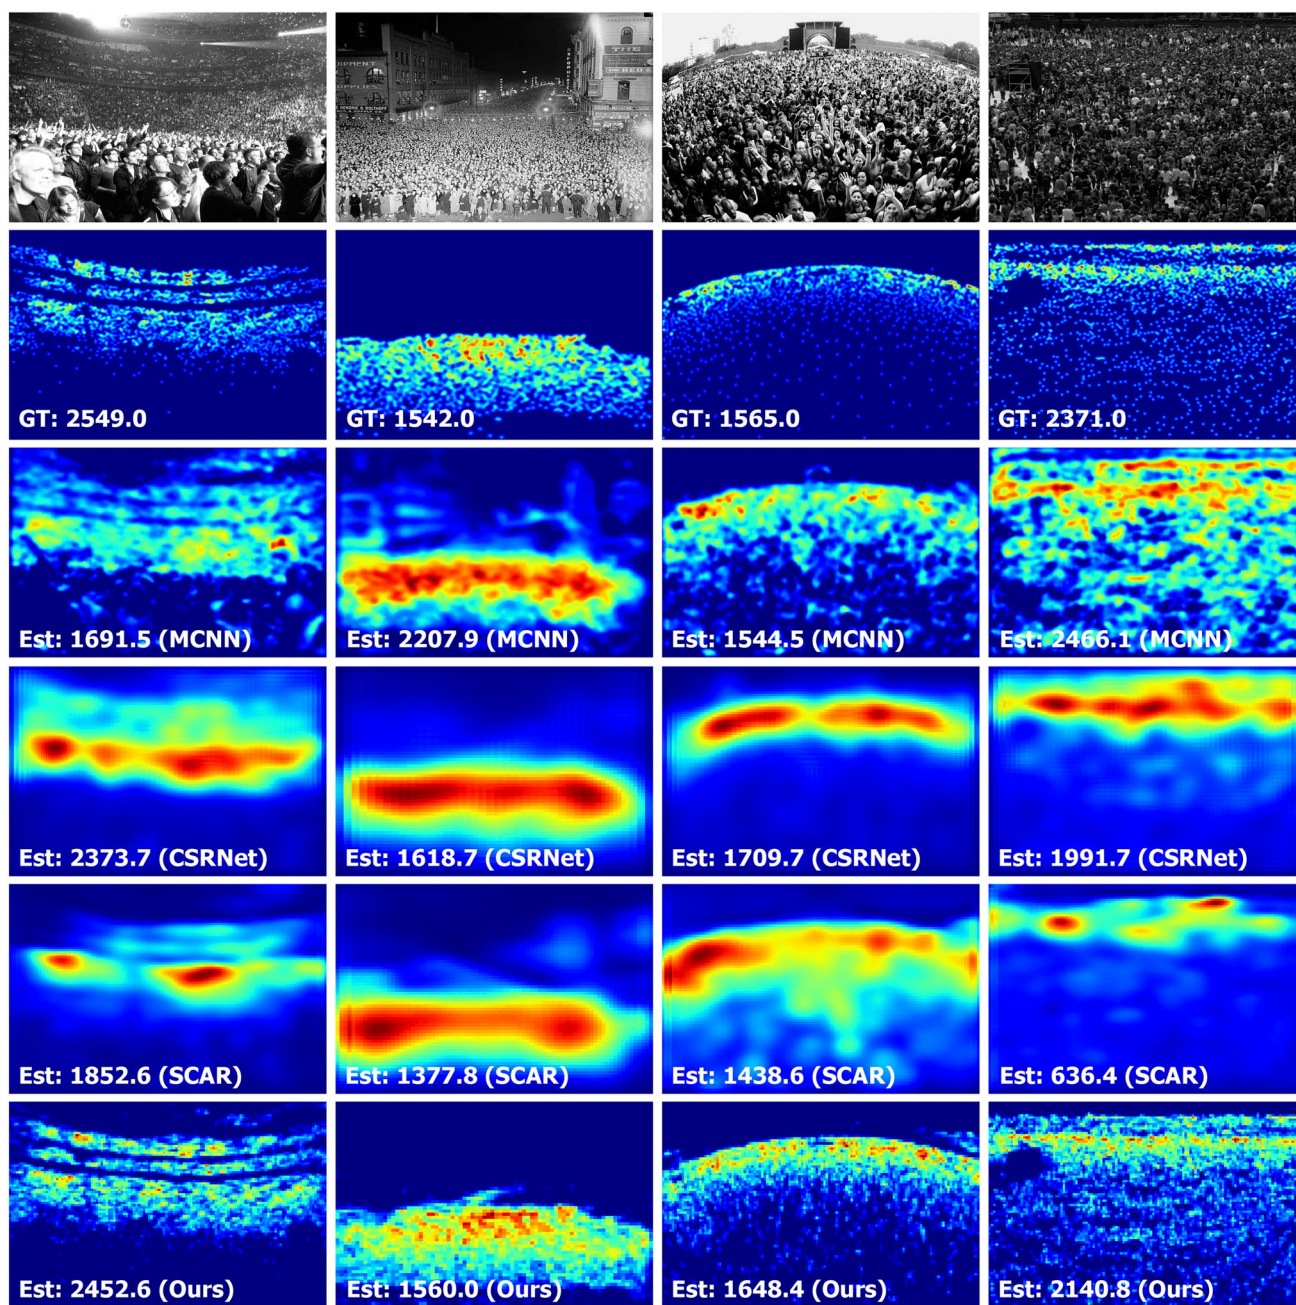 UIPMENT
THE
THE RED
GT: 2549.0
GT: 1542.0
GT: 1565.0
GT: 2371.0
Est: 1691.5 (MCNN)
Est: 2207.9 (MCNN)
Est: 1544.5 (MCNN)
Est: 2466.1 (MCNN)
Est: 2373.7 (CSRNet)
Est: 1618.7 (CSRNet)
Est: 1709.7 (CSRNet)
Est: 1991.7 (CSRNet)
Est: 1852.6 (SCAR)
Est: 1377.8 (SCAR)
Est: 1438.6 (SCAR)
Est: 636.4 (SCAR)
Est: 2452.6 (Ours)
Est: 1560.0 (Ours)
Est: 1648.4 (Ours)
Est: 2140.8 (Ours)